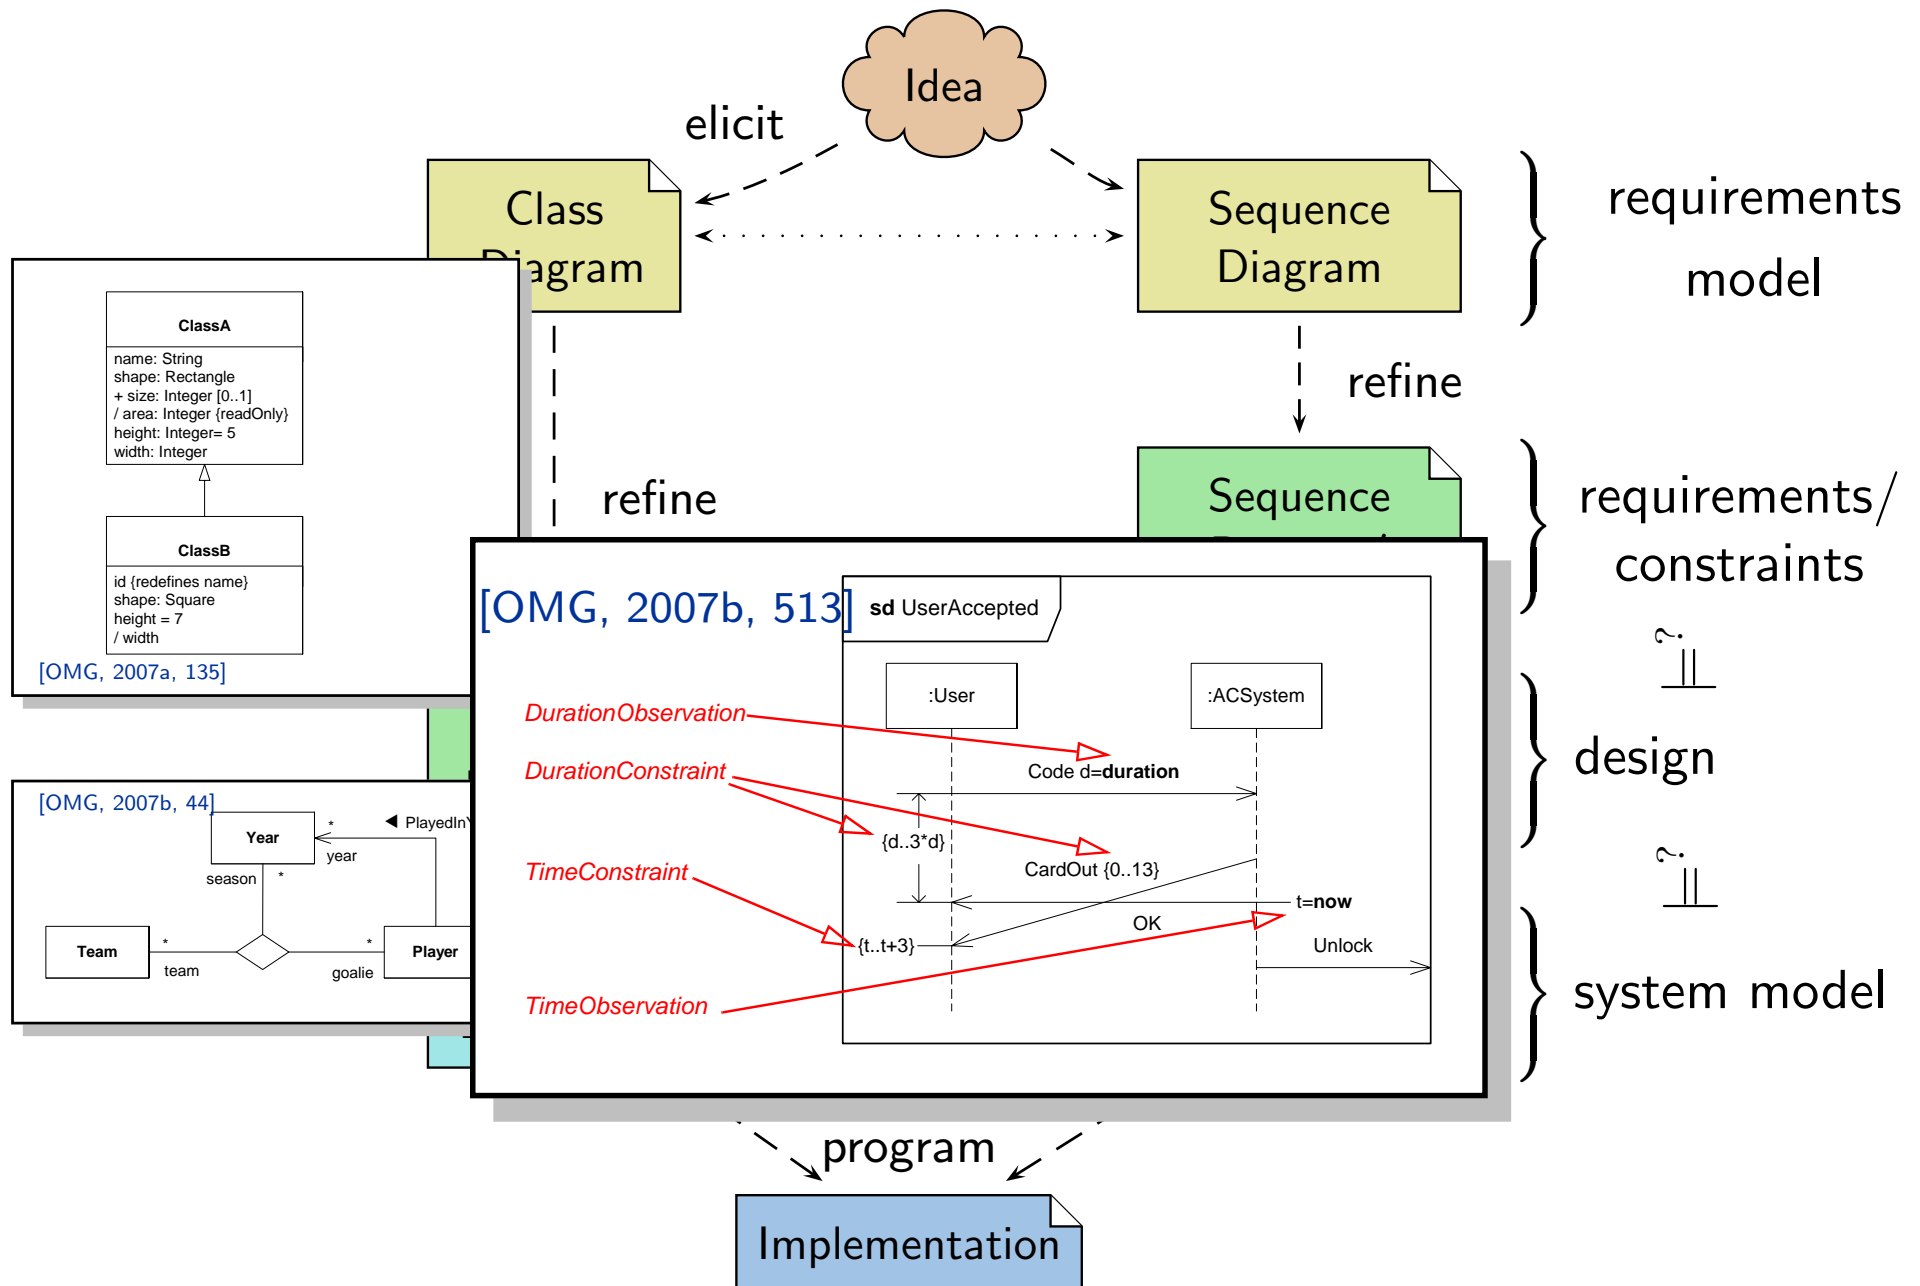 Idea
elicit
Class
Diagram
Sequence
Diagram
requirements
model
ClassA
name: String
shape: Rectangle
+ size: Integer [0..1]
/ area: Integer {readOnly}
height: Integer= 5
width: Integer
ClassB
id {redefines name}
shape: Square
height = 7
/ width
[OMG, 2007a, 135]
refine
refine
Sequence
requirements/
constraints
[OMG, 2007b, 513]
sd UserAccepted
:User
:ACSystem
DurationObservation
Code d=duration
DurationConstraint
{d..3*d}
CardOut {0..13}
TimeConstraint
t=now
OK
{t..t+3}
Unlock
TimeObservation
?
design
?
system model
[OMG, 2007b, 44]
Year
*
PlayedInY
year
season
*
Team
*
team
*
goalie
Player
program
Implementation